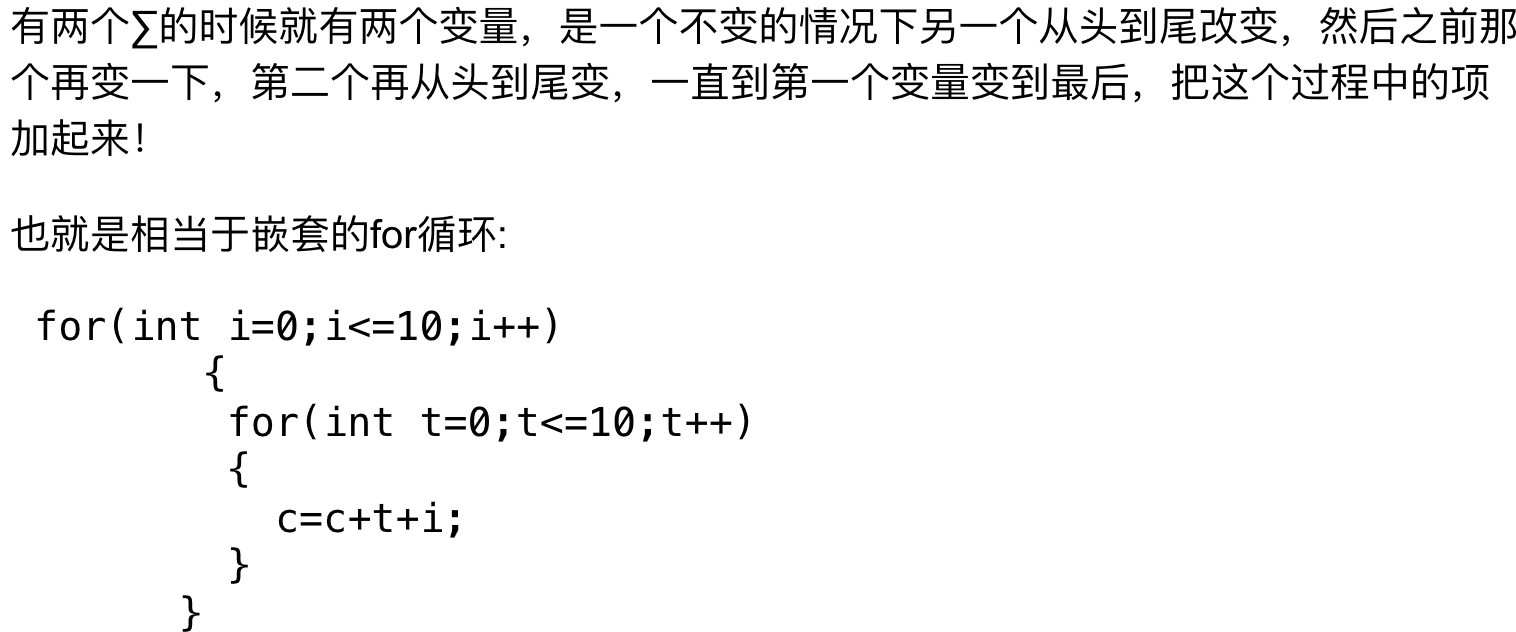 有两个∑的时候就有两个变量，是一个不变的情况下另一个从头到尾改变，然后之前那
个再变一下，第二个再从头到尾变，一直到第一个变量变到最后，把这个过程中的项
加起来！
也就是相当于嵌套的for循环:
for(int i=0;i<=10;i++)
{
for(int t=0;t<=10;t++)
{
c=c+t+i;
}
}